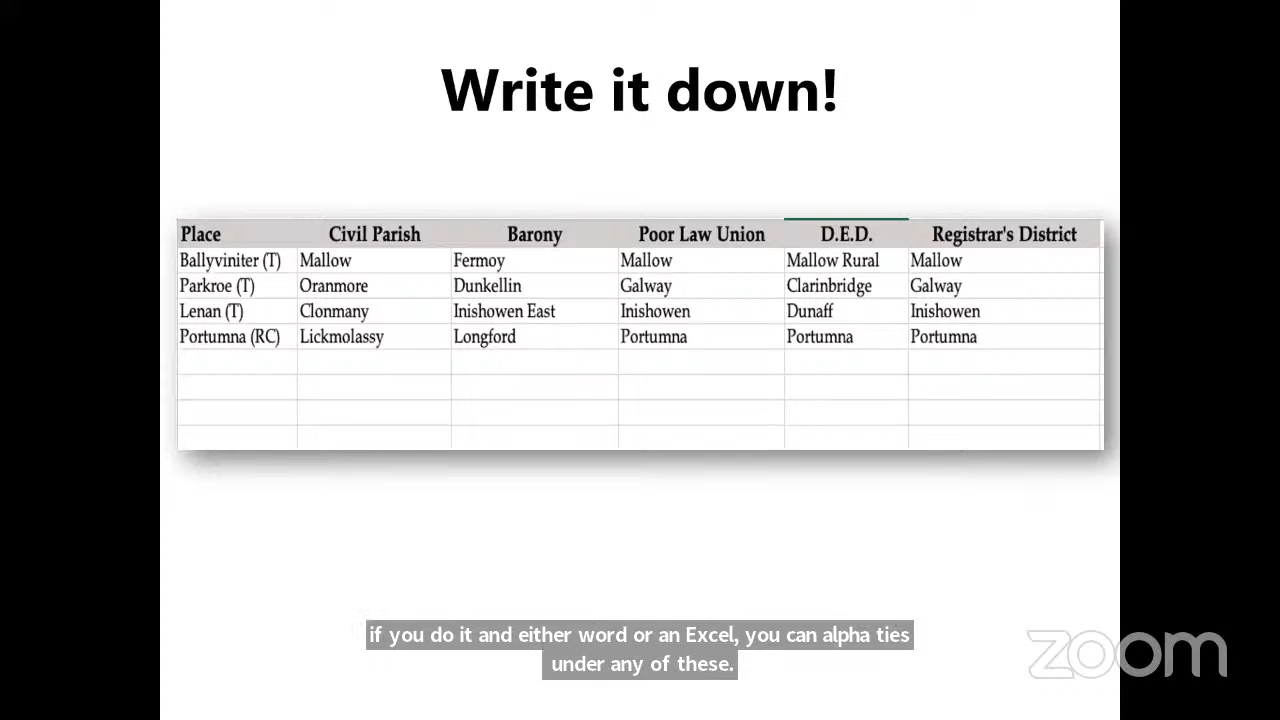 Write it down!
Place Civil Parish Barony Poor Law Union D.E.D. Registrar's District
Ballyviniter (T) Mallow Fermoy Mallow Mallow Rural Mallow
Parkroe (T) Oranmore Dunkellin Galway Clarinbridge Galway
Lenan (T) Clonmany Inishowen East Inishowen Dunaff Inishowen
Portumna (RC) Lickmolassy Longford Portumna Portumna Portumna
if you do it and either word or an Excel, you can alpha ties
under any of these.
zoom